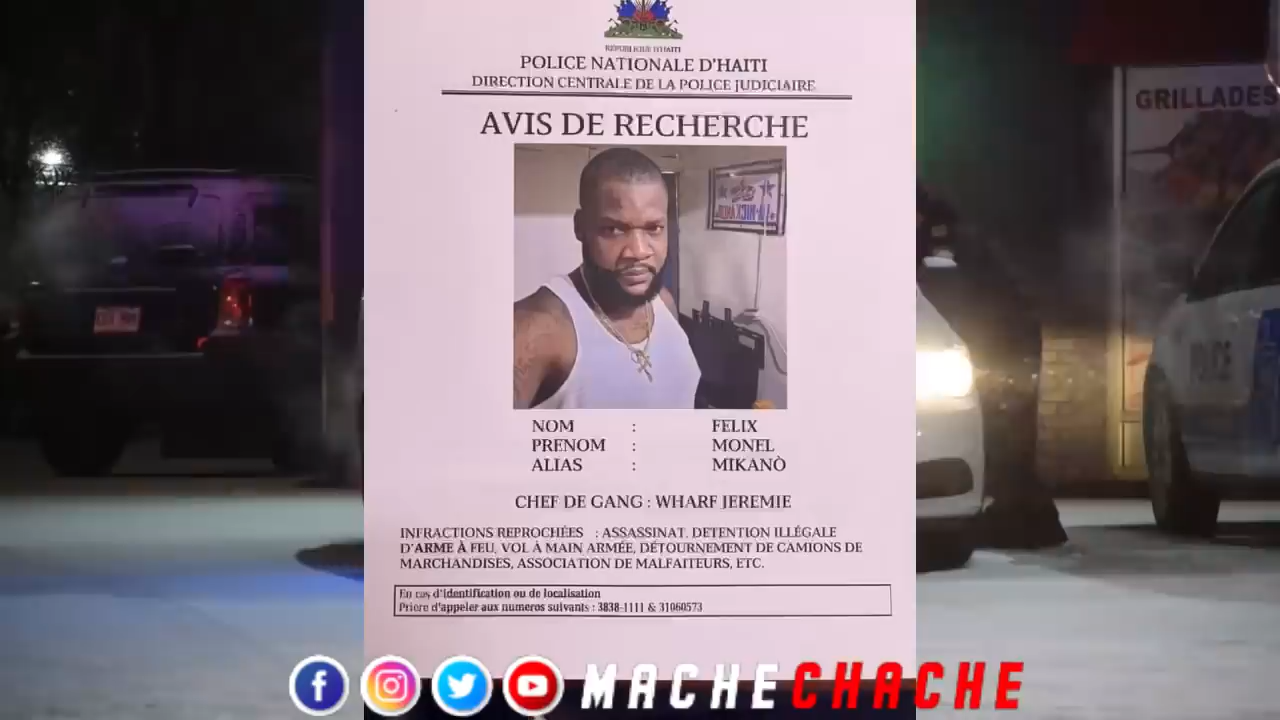 RÉPUBLIQUE D'HAITI
POLICE NATIONALE D'HAITI
DIRECTION CENTRALE DE LA POLICE JUDICIAIRE
AVIS DE RECHERCHE
NOM : FELIX
PRENOM : MONEL
ALIAS : MIKANÒ
CHEF DE GANG : WHARF JEREMIE
INFRACTIONS REPROCHÉES : ASSASSINAT, DETENTION ILLÉGALE
D'ARME À FEU, VOL À MAIN ARMÉE, DÉTOURNEMENT DE CAMIONS DE
MARCHANDISES, ASSOCIATION DE MALFAITEURS, ETC.
En cas d'identification ou de localisation
Prière d'appeler aux numeros suivants : 3838-1111 & 31060573
GRILLADES
POLICE
MACHE CHACHE